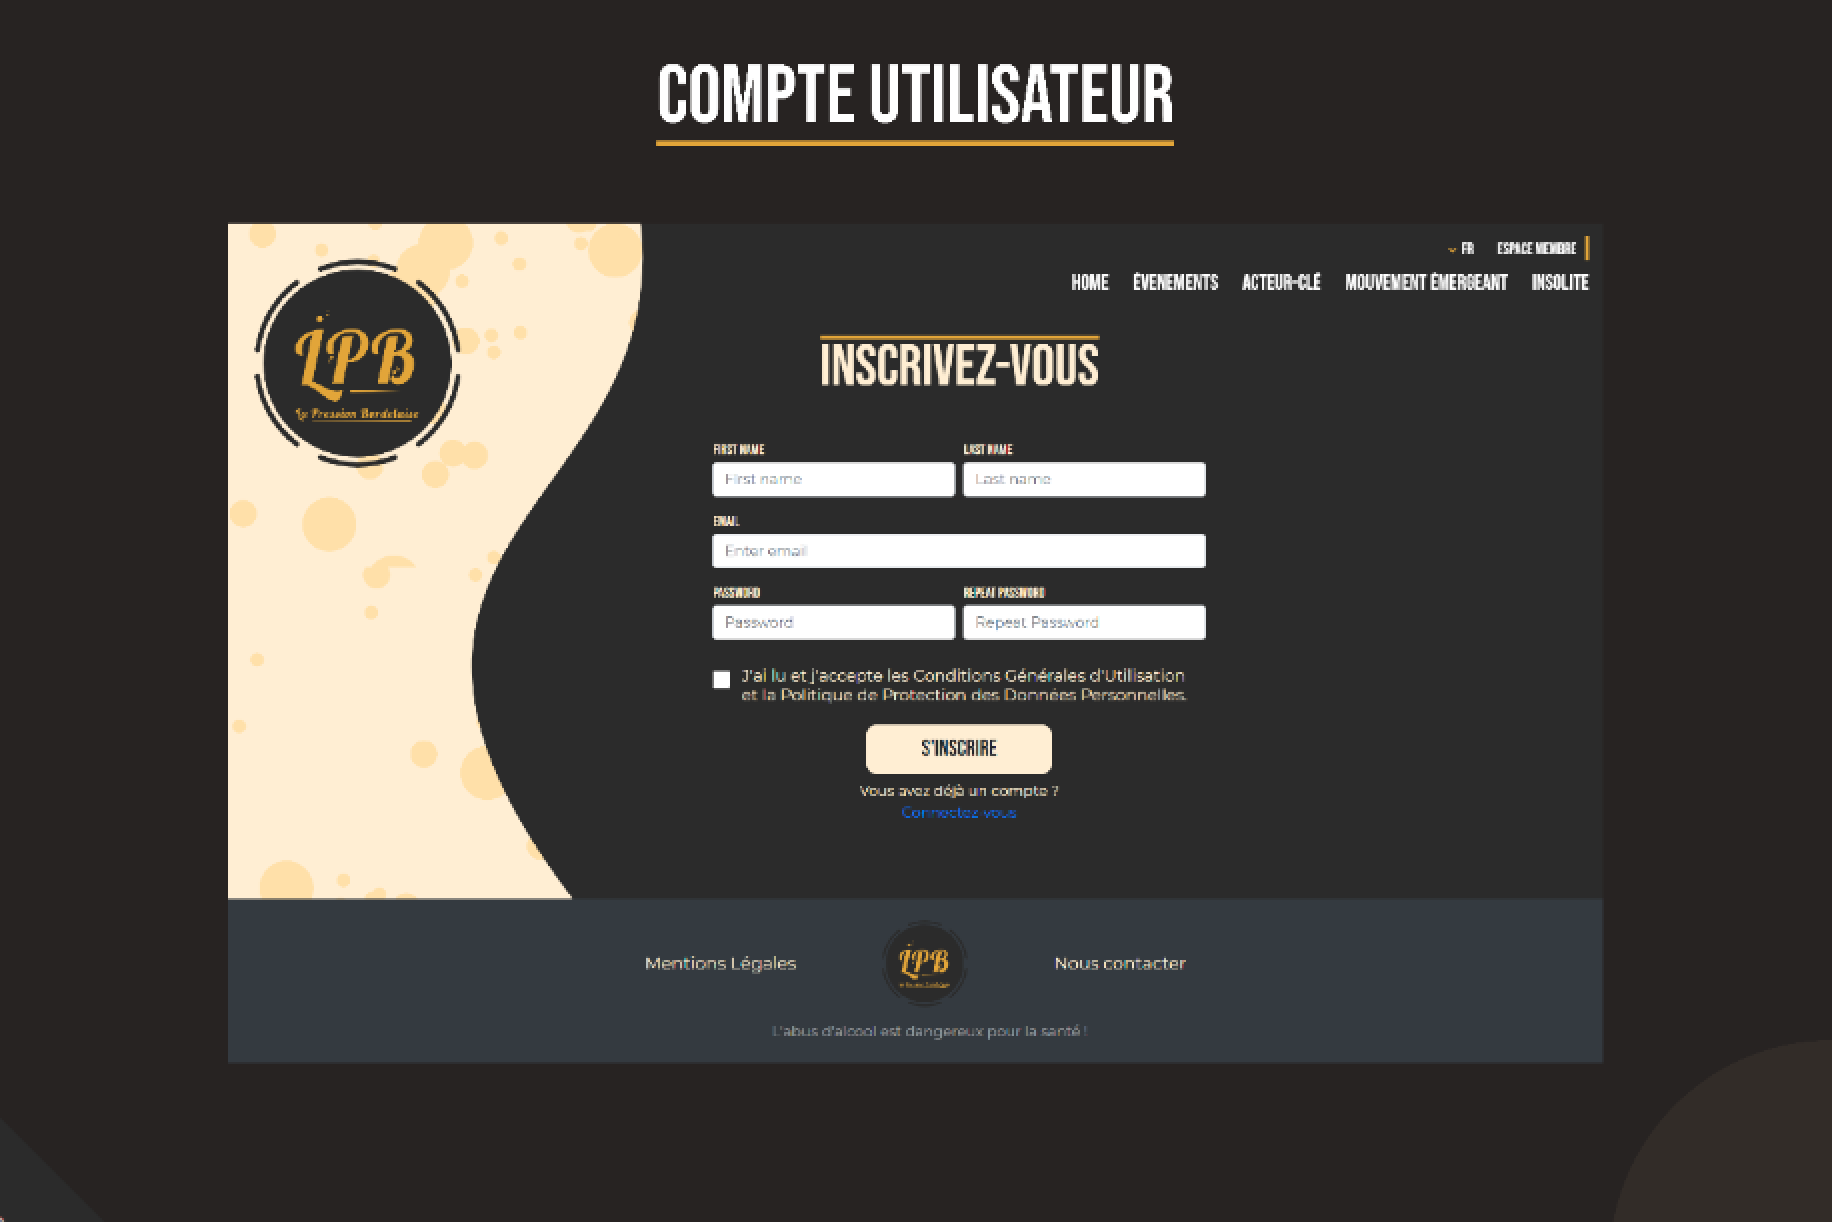 COMPTE UTILISATEUR
FR ESPACE MEMBRE
HOME ÉVENEMENTS ACTEUR-CLÉ MOUVEMENT ÉMERGEANT INSOLITE
LPB
La Pression Bordelaise
INSCRIVEZ-VOUS
FIRST NAME LAST NAME
First name Last name
EMAIL
Enter email
PASSWORD REPEAT PASSWORD
Password Repeat Password
J'ai lu et j'accepte les Conditions Générales d'Utilisation
et la Politique de Protection des Données Personnelles.
S'INSCRIRE
Vous avez déjà un compte ?
Connectez-vous
Mentions Légales LPB Nous contacter
L'abus d'alcool est dangereux pour la santé !